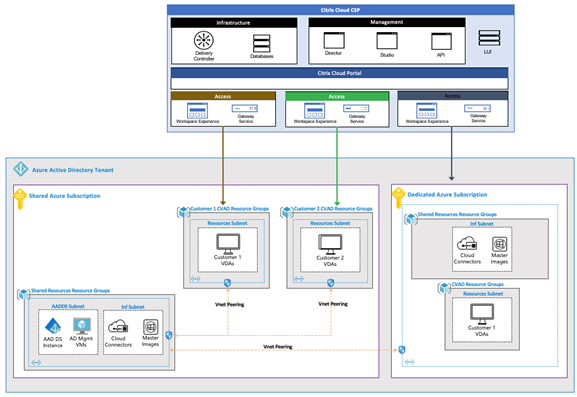 Citrix Cloud CSP
Infrastructure
Management
Delivery
Controller
Databases
Director
Studio
API
LUI
Citrix Cloud Portal
Access
Access
Access
Workspace Experience
Gateway
Service
Workspace Experience
Gateway
Service
Workspace Experience
Gateway
Service
Azure Active Directory Tenant
Shared Azure Subscription
Dedicated Azure Subscription
Customer 1 CVAD Resource Groups
Resources Subnet
Customer 1
VDAs
Customer 2 CVAD Resource Groups
Resources Subnet
Customer 2
VDAs
Shared Resources Resource Groups
Inf Subnet
Cloud
Connectors
Master
Images
CVAD Resource Groups
Resources Subnet
Customer 1
VDAs
Shared Resources Resource Groups
AADDS Subnet
AAD DS
Instance
AD Mgmt
VMs
Inf Subnet
Cloud
Connectors
Master
Images
Vnet Peering
Vnet Peering
Vnet Peering